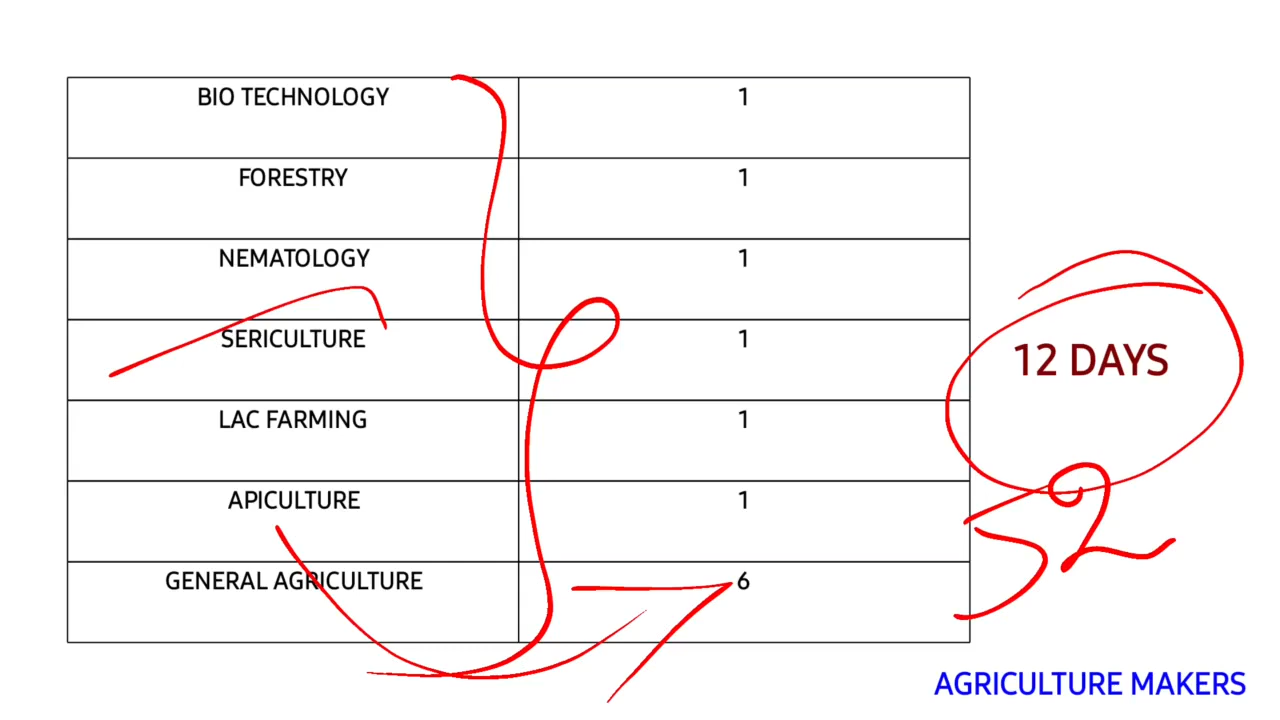 BIO TECHNOLOGY 1
FORESTRY 1
NEMATOLOGY 1
SERICULTURE 1
LAC FARMING 1
APICULTURE 1
GENERAL AGRICULTURE 6
12 DAYS
52
AGRICULTURE MAKERS